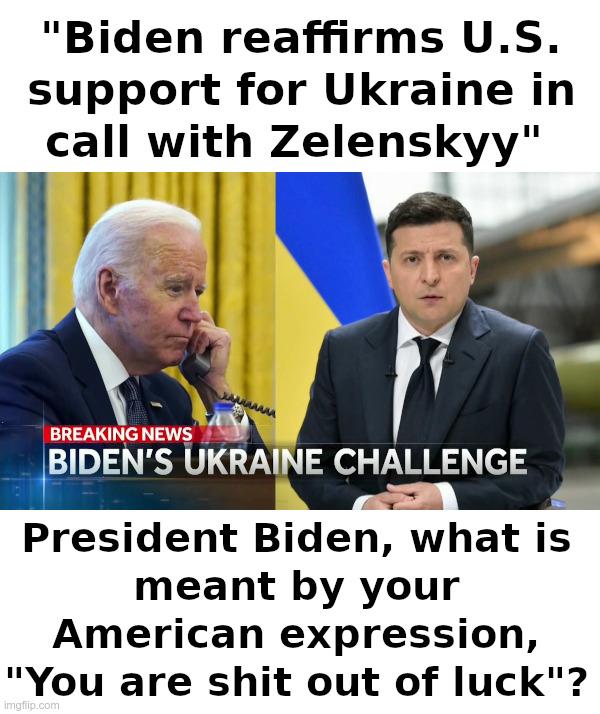 "Biden reaffirms U.S.
support for Ukraine in
call with Zelenskyy"
BREAKING NEWS
BIDEN'S UKRAINE CHALLENGE
President Biden, what is
meant by your
American expression,
"You are shit out of luck"?
imgflip.com